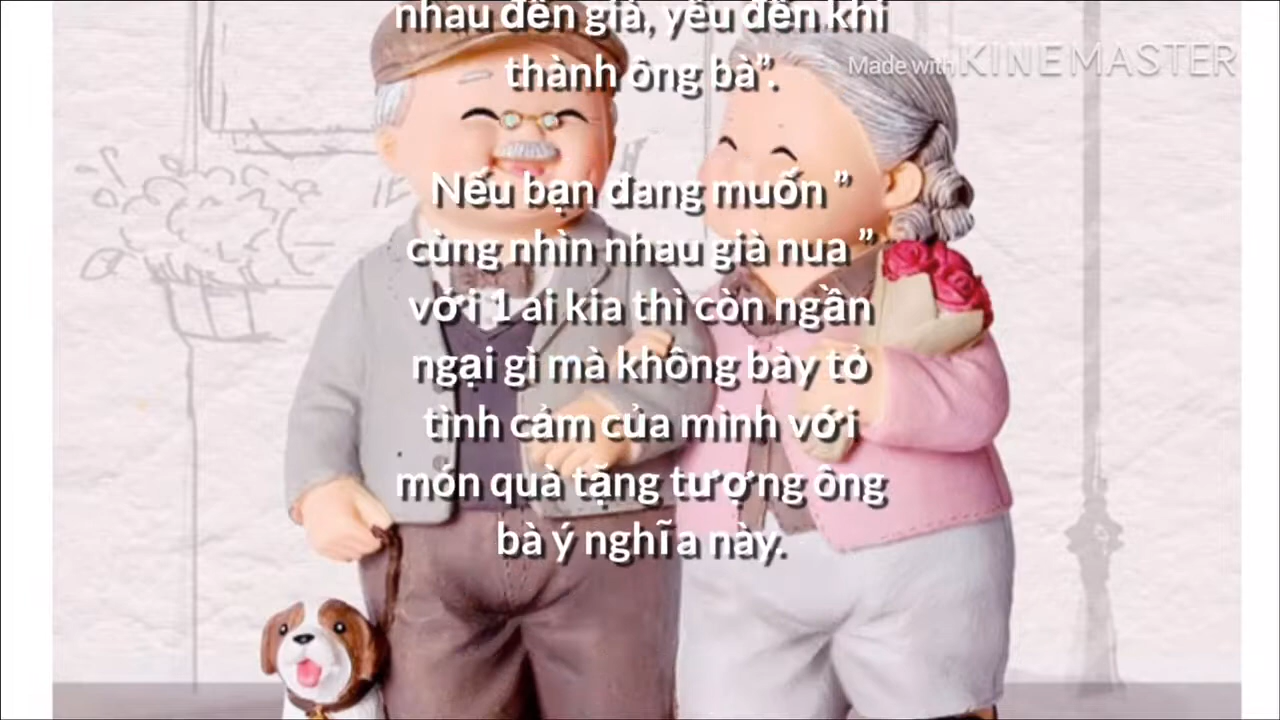 nhau đến già, yêu đến khi
thành ông bà”.
Made with KINEMASTER
Nếu bạn đang muốn ”
cùng nhìn nhau già nua ”
với 1 ai kia thì còn ngần
ngại gì mà không bày tỏ
tình cảm của mình với
món quà tặng tượng ông
bà ý nghĩa này.